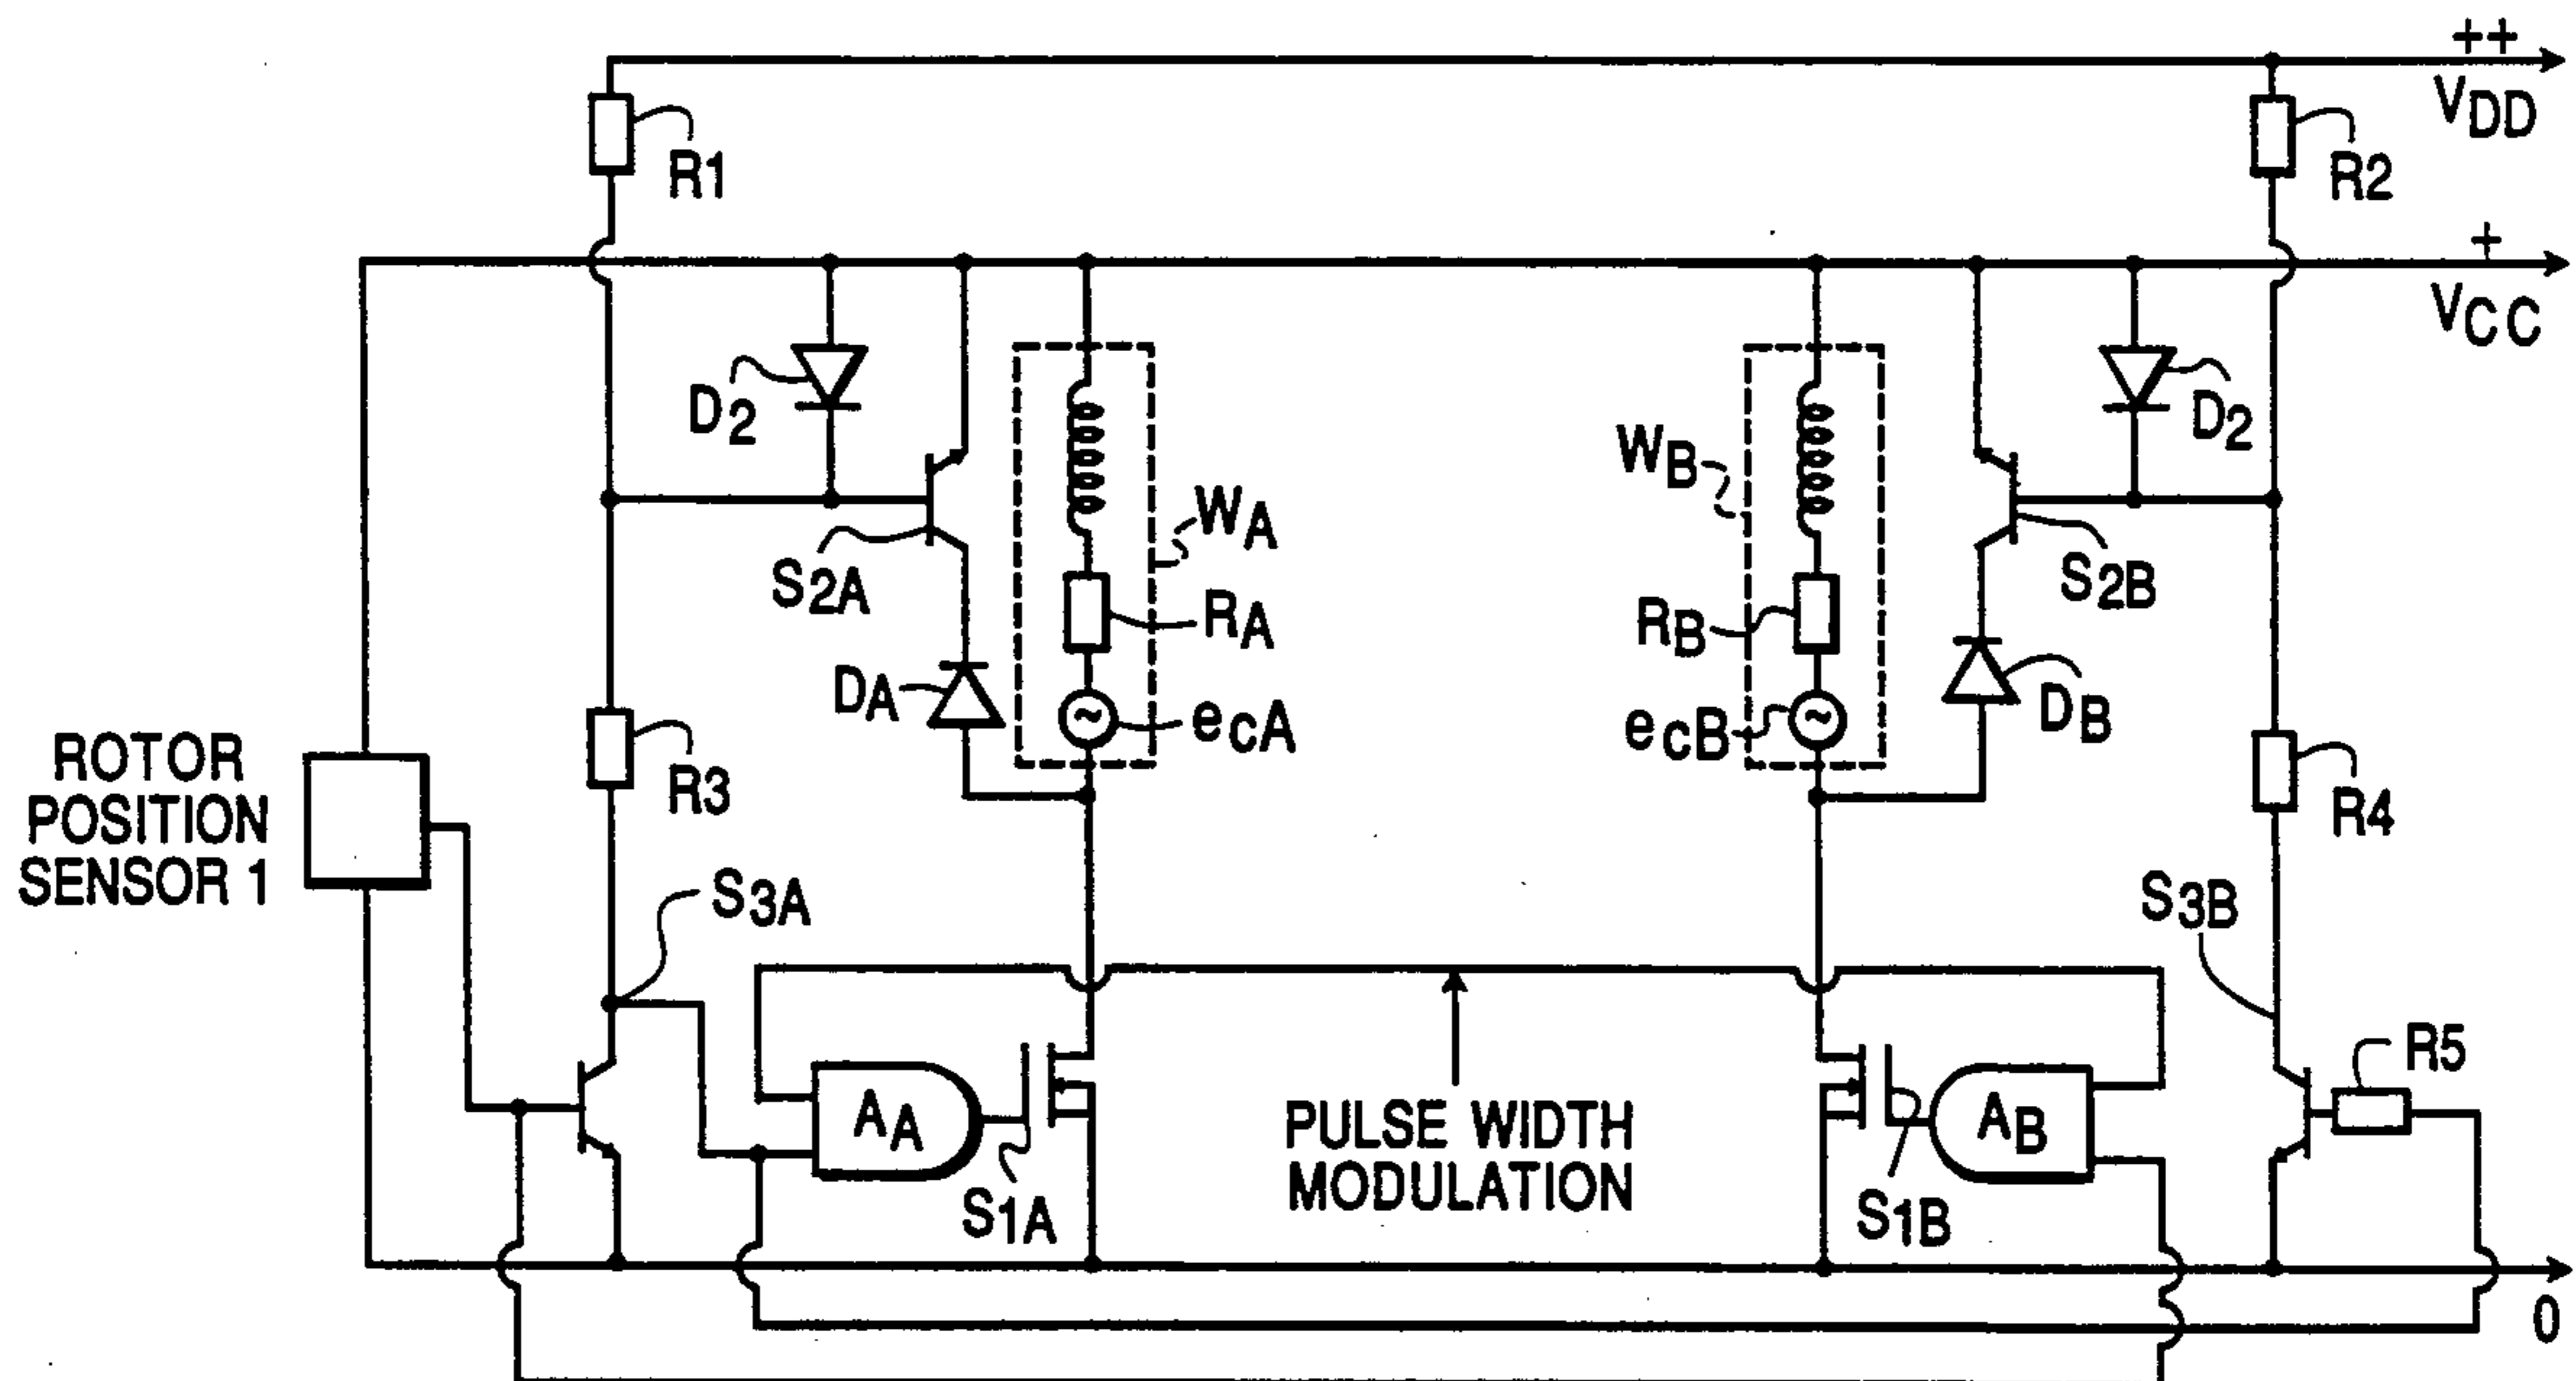 ++
VDD
R1
R2
+
VCC
D2
D2
WA
WB
S2A
S2B
RA
RB
DA
DB
ecA
ecB
ROTOR
POSITION
SENSOR 1
R3
R4
S3A
S3B
R5
AA
AB
PULSE WIDTH
MODULATION
S1A
S1B
0